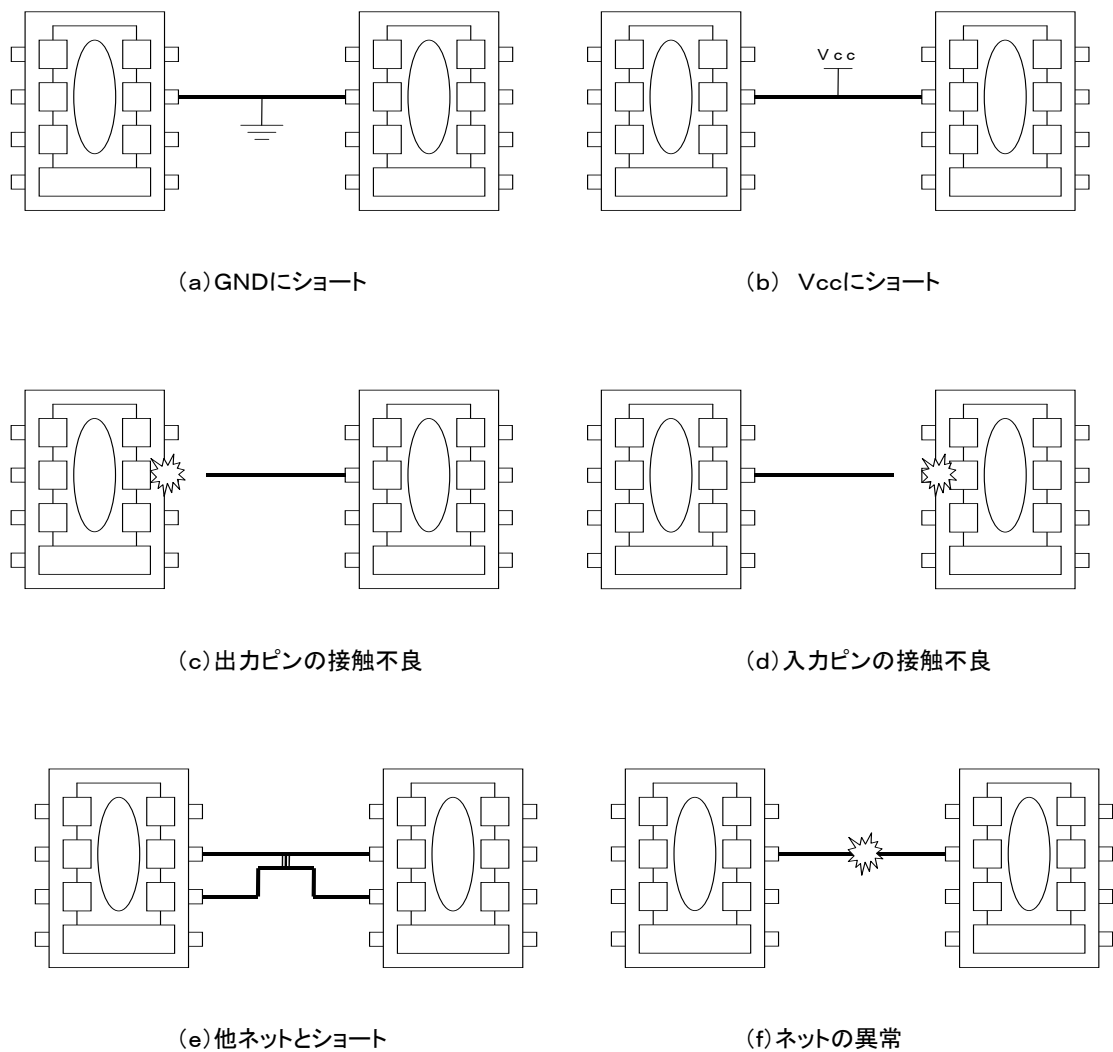 Vcc
(a)GNDにショート
(b) Vccにショート
(c)出力ピンの接触不良
(d)入力ピンの接触不良
(e)他ネットとショート
(f)ネットの異常